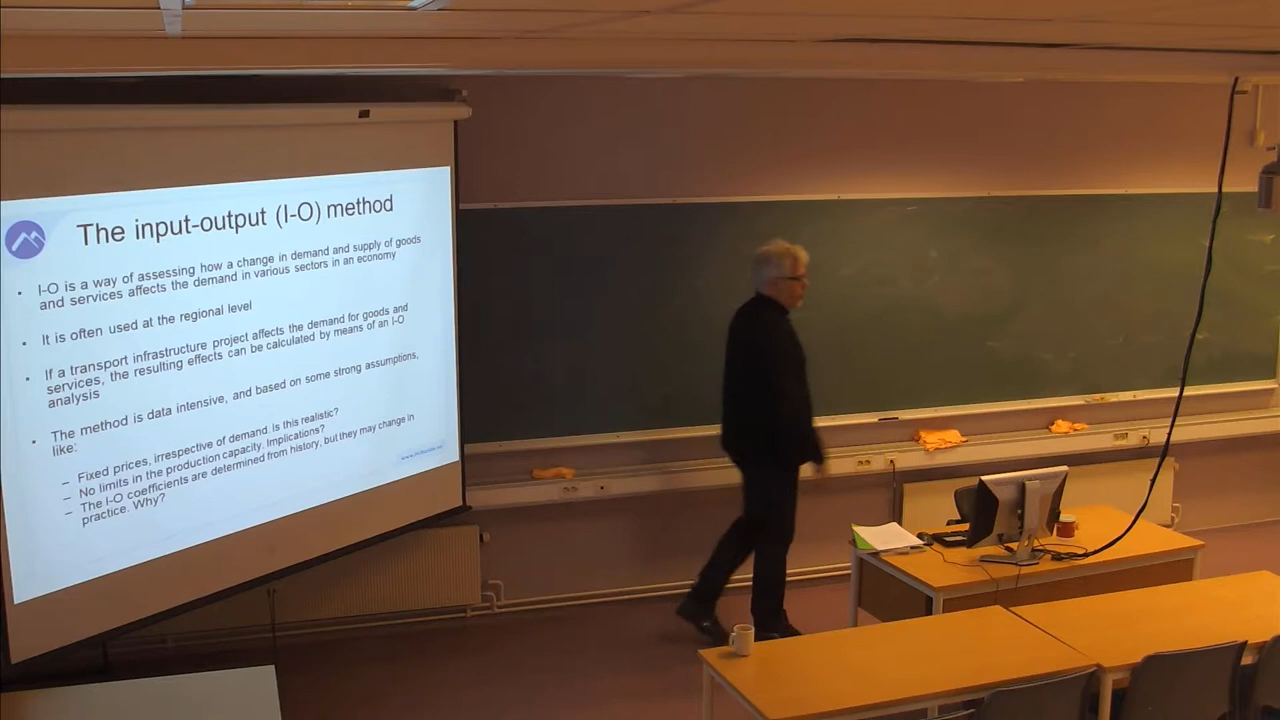 The input-output (I-O) method
• I-O is a way of assessing how a change in demand and supply of goods
and services affects the demand in various sectors in an economy
• It is often used at the regional level
• If a transport infrastructure project affects the demand for goods and
services, the resulting effects can be calculated by means of an I-O
analysis
• The method is data intensive, and based on some strong assumptions,
like:
– Fixed prices, irrespective of demand. Is this realistic?
– No limits in the production capacity. Implications?
– The I-O coefficients are determined from history, but they may change in
practice. Why?